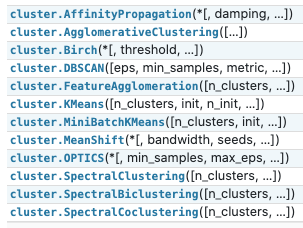 cluster.AffinityPropagation(*[, damping, ...])
cluster.AgglomerativeClustering([...])
cluster.Birch(*[, threshold, ...])
cluster.DBSCAN([eps, min_samples, metric, ...])
cluster.FeatureAgglomeration([n_clusters, ...])
cluster.KMeans([n_clusters, init, n_init, ...])
cluster.MiniBatchKMeans([n_clusters, init, ...])
cluster.MeanShift(*[, bandwidth, seeds, ...])
cluster.OPTICS(*[, min_samples, max_eps, ...])
cluster.SpectralClustering([n_clusters, ...])
cluster.SpectralBiclustering([n_clusters, ...])
cluster.SpectralCoclustering([n_clusters, ...])